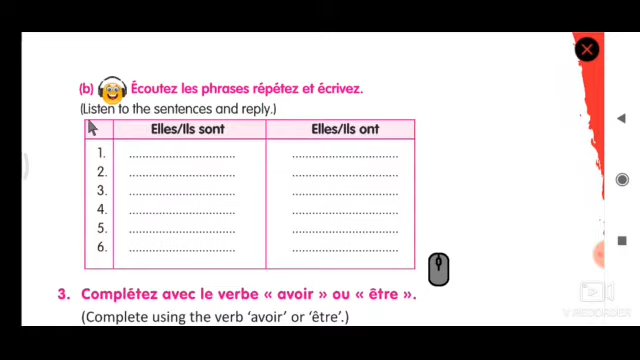 (b) Écoutez les phrases répétez et écrivez.
(Listen to the sentences and reply.)
Elles/Ils sont Elles/Ils ont
1. .............................. ..............................
2. .............................. ..............................
3. .............................. ..............................
4. .............................. ..............................
5. .............................. ..............................
6. .............................. ..............................
3. Complétez avec le verbe « avoir » ou « être ».
(Complete using the verb ‘avoir’ or ‘être’.)
V RECORDER